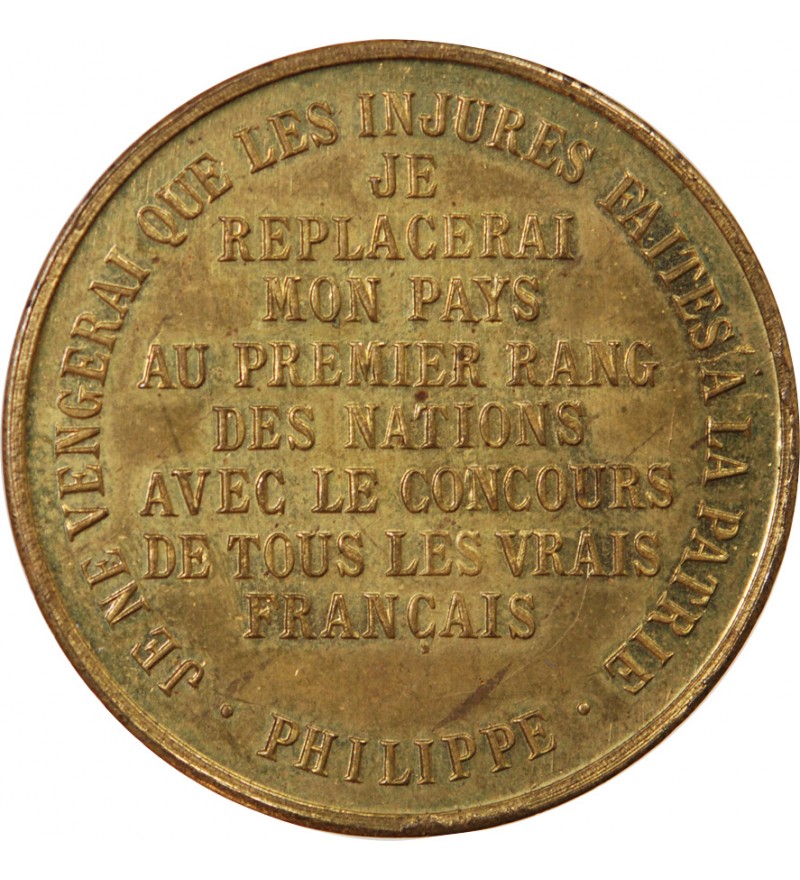 JE NE VENGERAI QUE LES INJURES FAITES A LA PATRIE
JE
REPLACERAI
MON PAYS
AU PREMIER RANG
DES NATIONS
AVEC LE CONCOURS
DE TOUS LES VRAIS
FRANÇAIS
· PHILIPPE ·